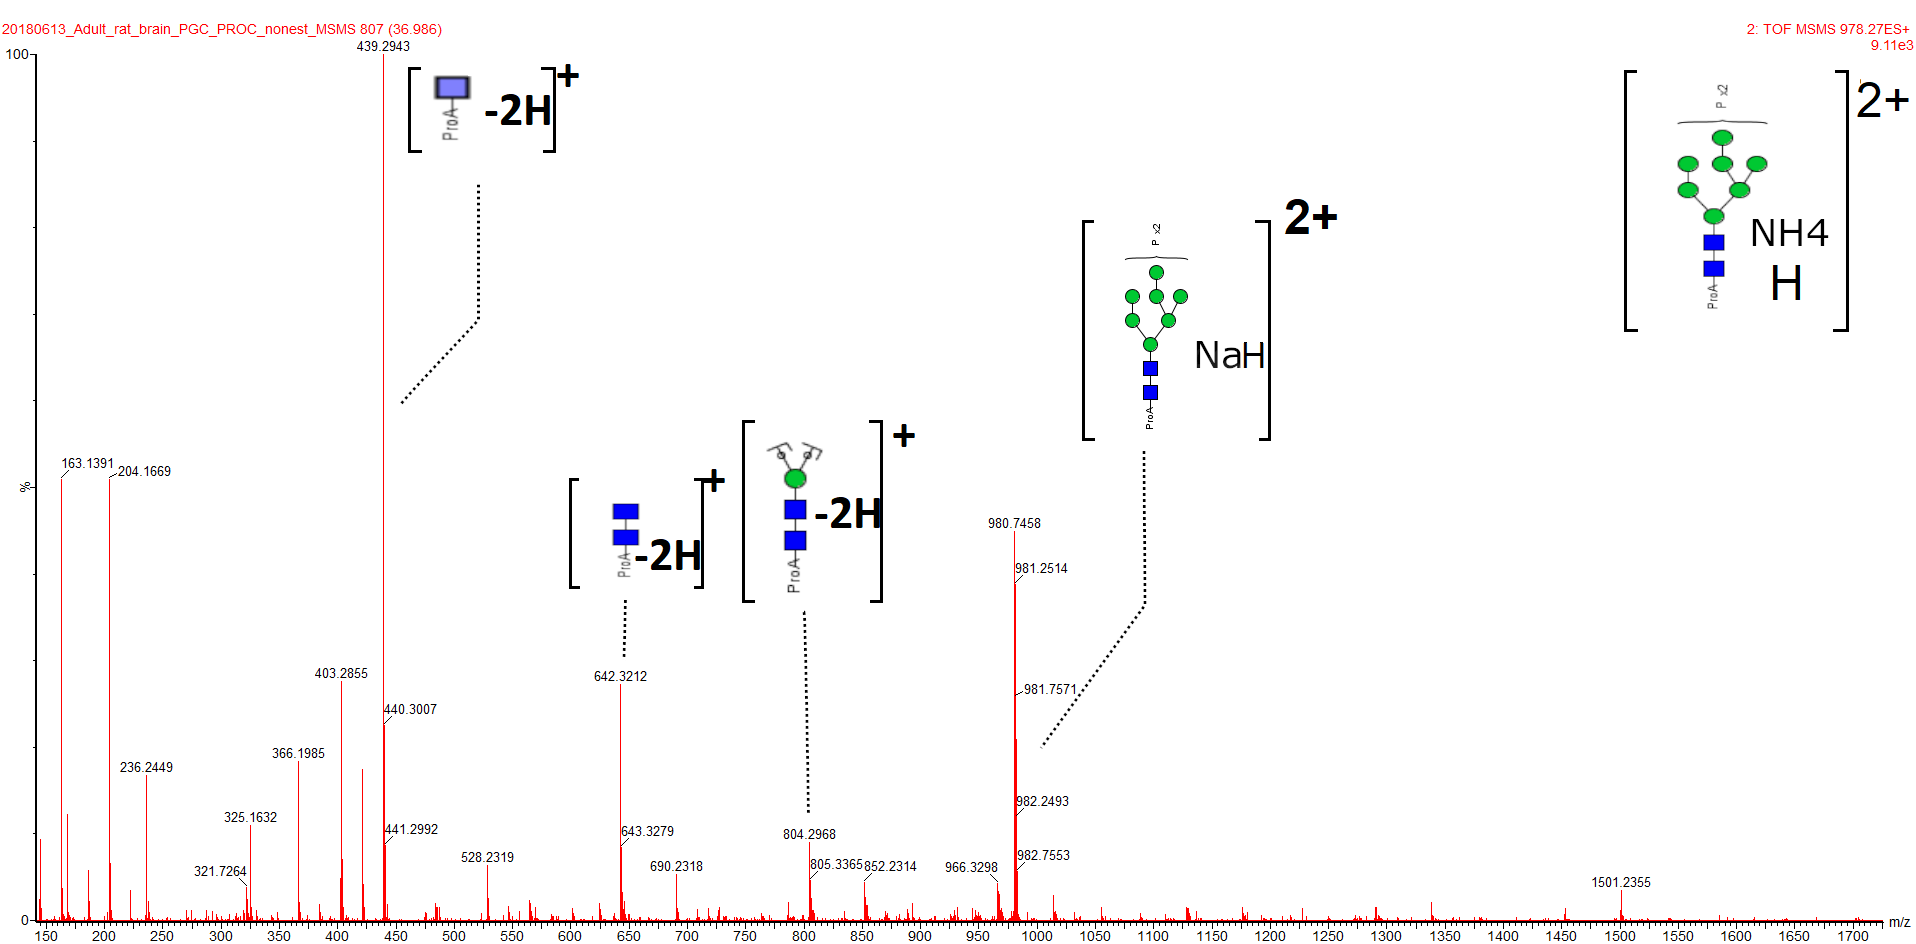 20180613_Adult_rat_brain_PGC_PROC_nonest_MSMS 807 (36.986)
2: TOF MSMS 978.27ES+
9.11e3
100
%
0
439.2943
ProA
-2H
+
163.1391
204.1669
236.2449
321.7264
325.1632
366.1985
403.2855
440.3007
441.2992
528.2319
ProA
-2H
+
642.3212
643.3279
690.2318
ProA
-2H
+
804.2968
805.3365
852.2314
966.3298
P x2
NaH
ProA
2+
980.7458
981.2514
981.7571
982.2493
982.7553
P x2
NH4
H
ProA
2+
1501.2355
150 200 250 300 350 400 450 500 550 600 650 700 750 800 850 900 950 1000 1050 1100 1150 1200 1250 1300 1350 1400 1450 1500 1550 1600 1650 1700 m/z